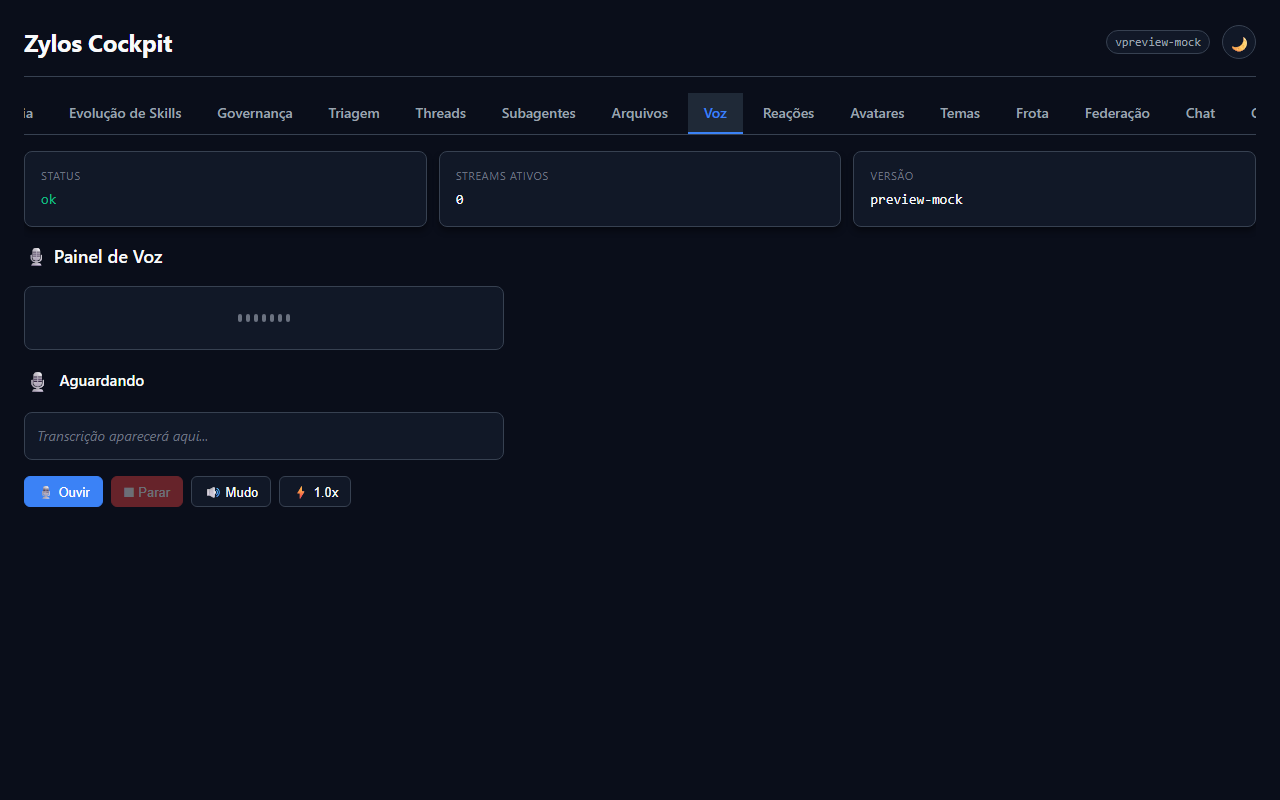 Zylos Cockpit
vpreview-mock
ia Evolução de Skills Governança Triagem Threads Subagentes Arquivos Voz Reações Avatares Temas Frota Federação Chat
STATUS
ok
STREAMS ATIVOS
0
VERSÃO
preview-mock
Painel de Voz
Aguardando
Transcrição aparecerá aqui...
Ouvir Parar Mudo 1.0x